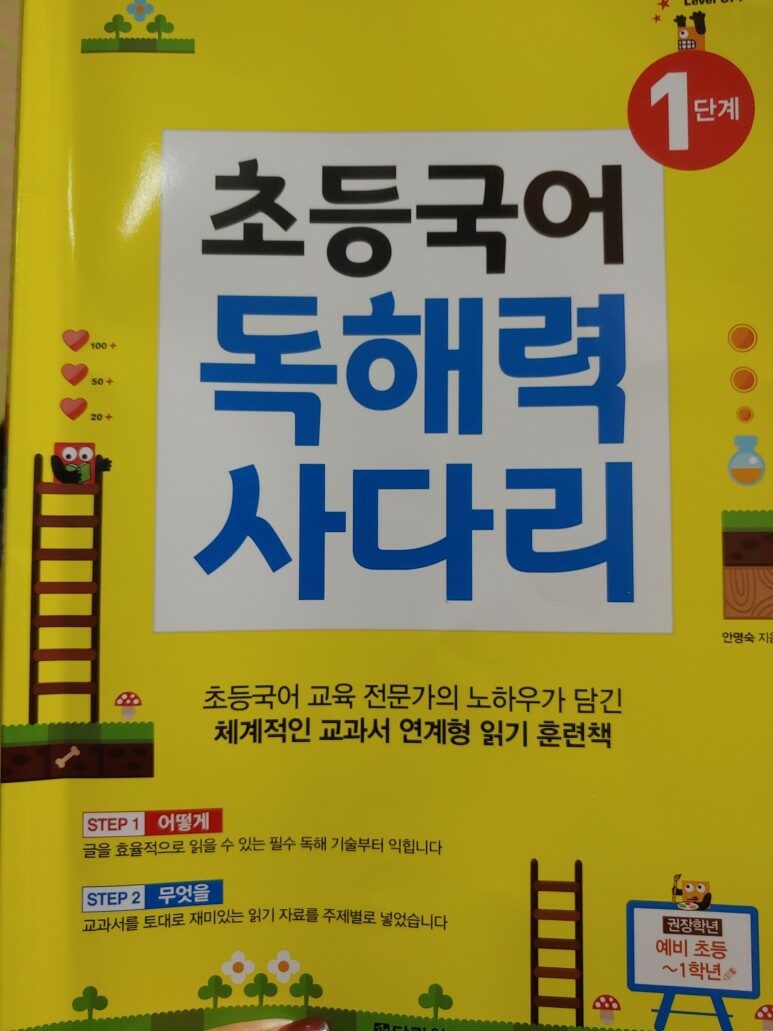 1단계
초등국어
독해력
사다리
100 +
50 +
20 +
안명숙
초등국어 교육 전문가의 노하우가 담긴
체계적인 교과서 연계형 읽기 훈련책
STEP 1 어떻게
글을 효율적으로 읽을 수 있는 필수 독해 기술부터 익힙니다
STEP 2 무엇을
교과서를 토대로 재미있는 읽기 자료를 주제별로 넣었습니다
권장학년
예비 초등
~1학년